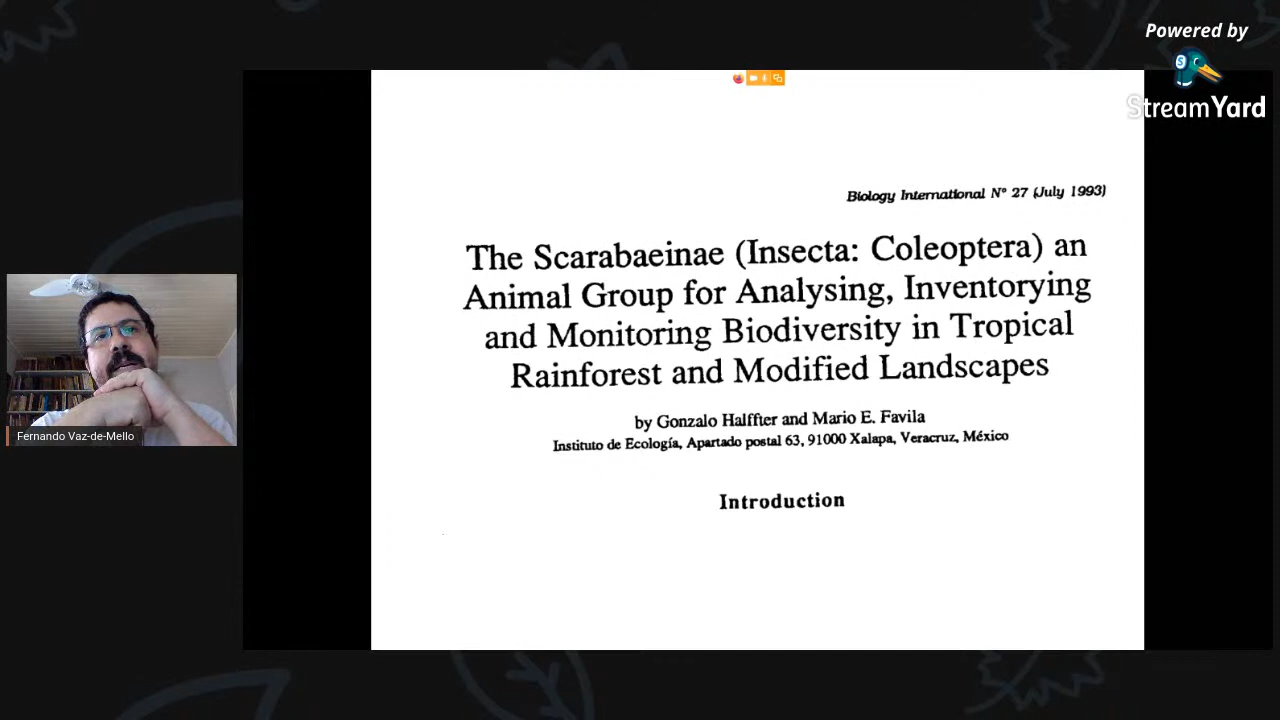 Powered by
StreamYard
Biology International N° 27 (July 1993)
The Scarabaeinae (Insecta: Coleoptera) an
Animal Group for Analysing, Inventorying
and Monitoring Biodiversity in Tropical
Rainforest and Modified Landscapes
by Gonzalo Halffter and Mario E. Favila
Instituto de Ecología, Apartado postal 63, 91000 Xalapa, Veracruz, México
Introduction
Fernando Vaz-de-Mello